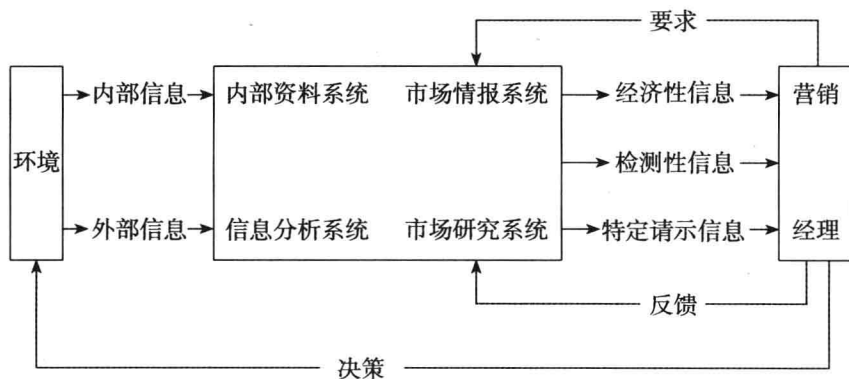 要求
内部信息 内部资料系统 市场情报系统 经济性信息 营销
环境 检测性信息
外部信息 信息分析系统 市场研究系统 特定请示信息 经理
反馈
决策